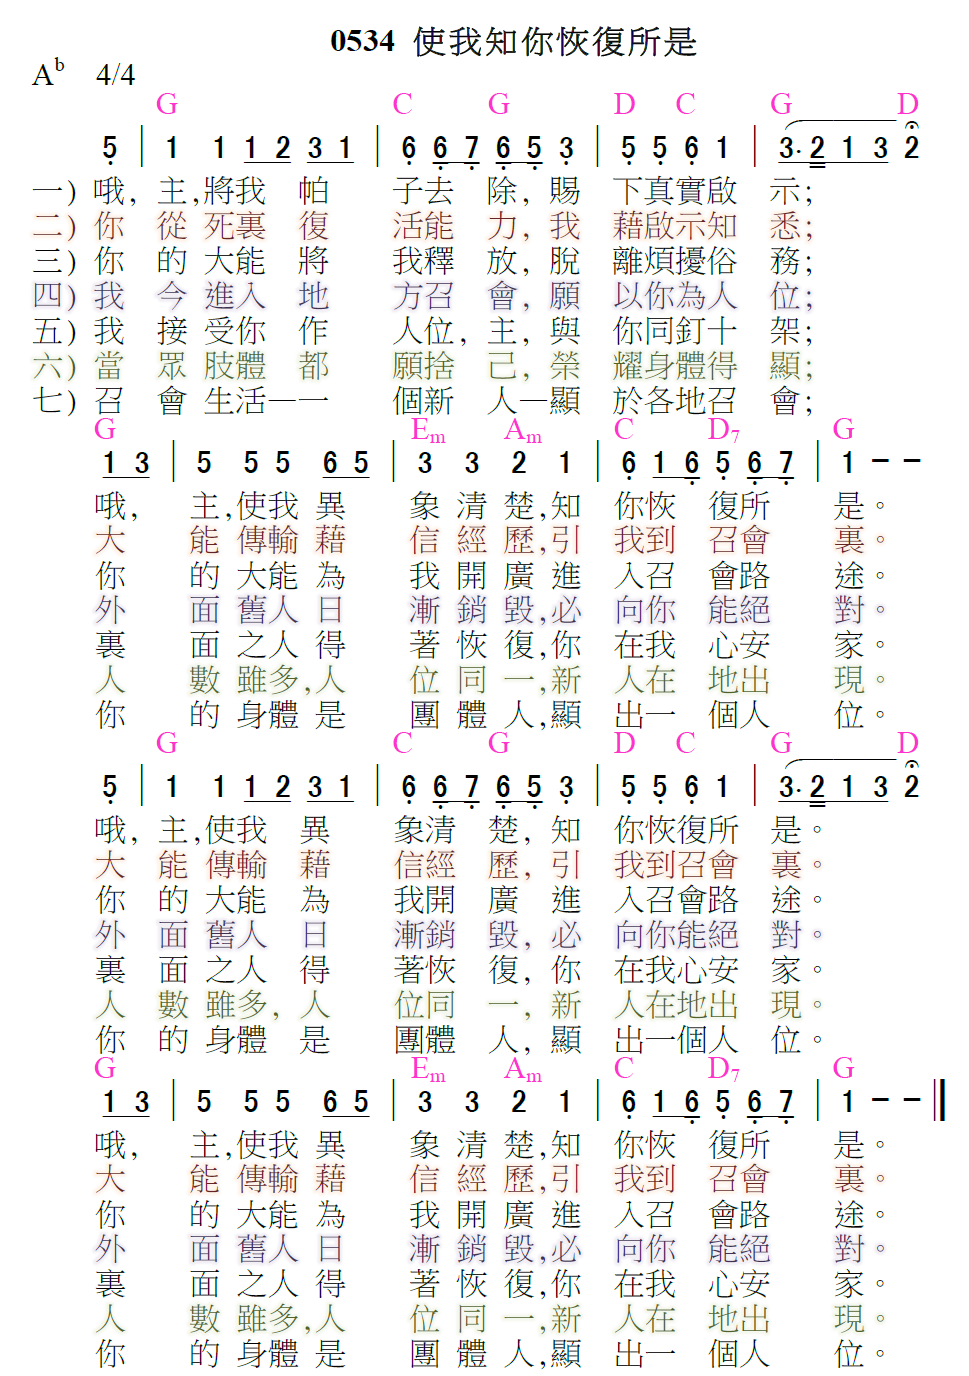 0534 使我知你恢復所是
A♭ 4/4
G C G D C G D
5 | 1 1 1 2 3 1 | 6 6 7 6 5 3 | 5 5 6 1 | 3. 2 1 3 2
一) 哦, 主,將我 帕 子去 除, 賜 下真實啟 示;
二) 你 從 死裏 復 活能 力, 我 藉啟示知 悉;
三) 你 的 大能 將 我釋 放, 脫 離煩擾俗 務;
四) 我 今 進入 地 方召 會, 願 以你為人 位;
五) 我 接 受你 作 人位, 主, 與 你同釘十 架;
六) 當 眾 肢體 都 願捨 己, 榮 耀身體得 顯;
七) 召 會 生活—一 個新 人—顯 於各地召 會;
G Em Am C D7 G
1 3 | 5 5 5 6 5 | 3 3 2 1 | 6 1 6 5 6 7 | 1 – –
哦, 主,使我 異 象 清 楚,知 你恢 復所 是。
大 能 傳輸 藉 信 經 歷,引 我到 召會 裏。
你 的 大能 為 我 開 廣 進 入召 會路 途。
外 面 舊人 日 漸 銷 毀,必 向你 能絕 對。
裏 面 之人 得 著 恢 復,你 在我 心安 家。
人 數 雖多,人 位 同 一,新 人在 地出 現。
你 的 身體 是 團 體 人,顯 出一 個人 位。
G C G D C G D
5 | 1 1 1 2 3 1 | 6 6 7 6 5 3 | 5 5 6 1 | 3. 2 1 3 2
哦, 主,使我 異 象清 楚, 知 你恢復所 是。
大 能 傳輸 藉 信經 歷, 引 我到召會 裏。
你 的 大能 為 我開 廣 進 入召會路 途。
外 面 舊人 日 漸銷 毀, 必 向你能絕 對。
裏 面 之人 得 著恢 復, 你 在我心安 家。
人 數 雖多, 人 位同 一, 新 人在地出 現。
你 的 身體 是 團體 人, 顯 出一個人 位。
G Em Am C D7 G
1 3 | 5 5 5 6 5 | 3 3 2 1 | 6 1 6 5 6 7 | 1 – – ‖
哦, 主,使我 異 象 清 楚,知 你恢 復所 是。
大 能 傳輸 藉 信 經 歷,引 我到 召會 裏。
你 的 大能 為 我 開 廣 進 入召 會路 途。
外 面 舊人 日 漸 銷 毀,必 向你 能絕 對。
裏 面 之人 得 著 恢 復,你 在我 心安 家。
人 數 雖多,人 位 同 一,新 人在 地出 現。
你 的 身體 是 團 體 人,顯 出一 個人 位。